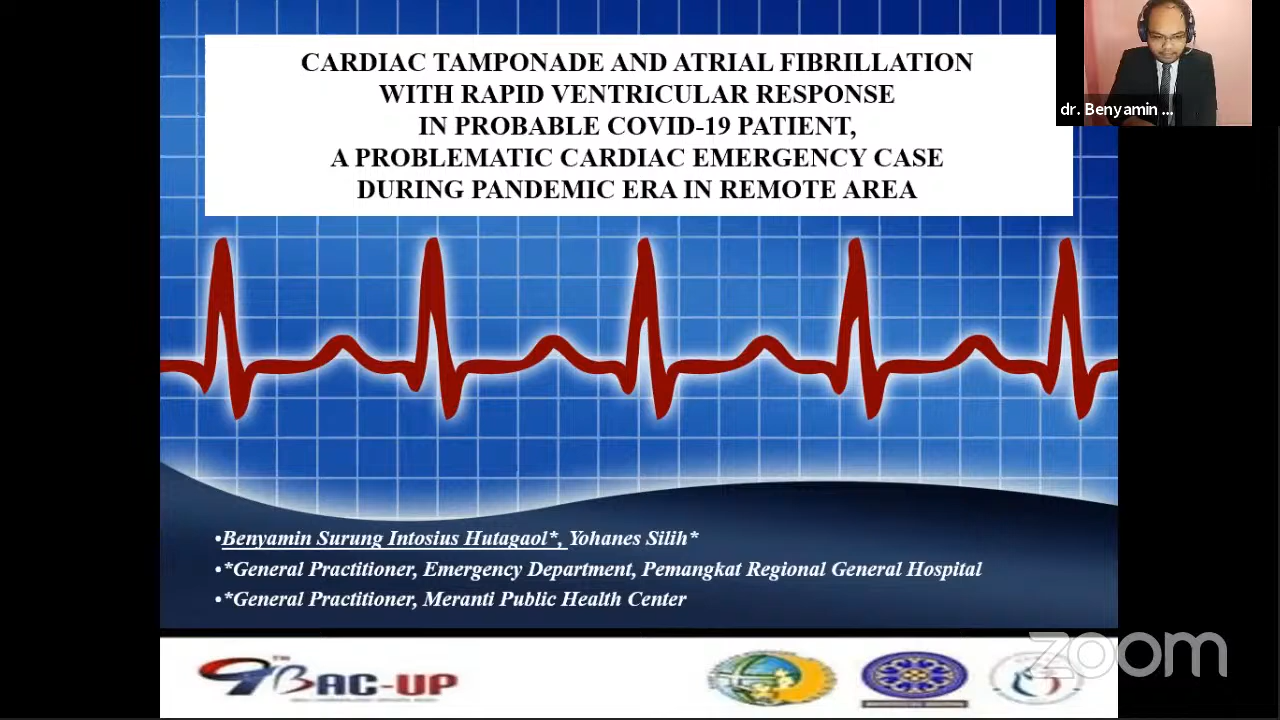 CARDIAC TAMPONADE AND ATRIAL FIBRILLATION
WITH RAPID VENTRICULAR RESPONSE
IN PROBABLE COVID-19 PATIENT,
A PROBLEMATIC CARDIAC EMERGENCY CASE
DURING PANDEMIC ERA IN REMOTE AREA
dr. Benyamin ...
•Benyamin Surung Intosius Hutagaol*, Yohanes Silih*
•*General Practitioner, Emergency Department, Pemangkat Regional General Hospital
•*General Practitioner, Meranti Public Health Center
9TH BAC-UP
zoom